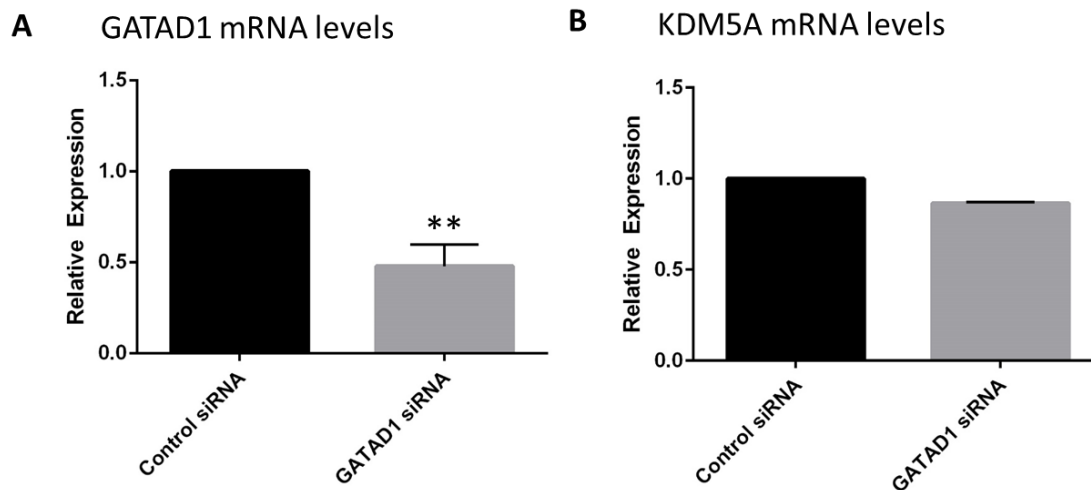 A GATAD1 mRNA levels
Relative Expression
1.5
1.0
0.5
0.0
**
Control siRNA
GATAD1 siRNA
B KDM5A mRNA levels
Relative Expression
1.5
1.0
0.5
0.0
Control siRNA
GATAD1 siRNA